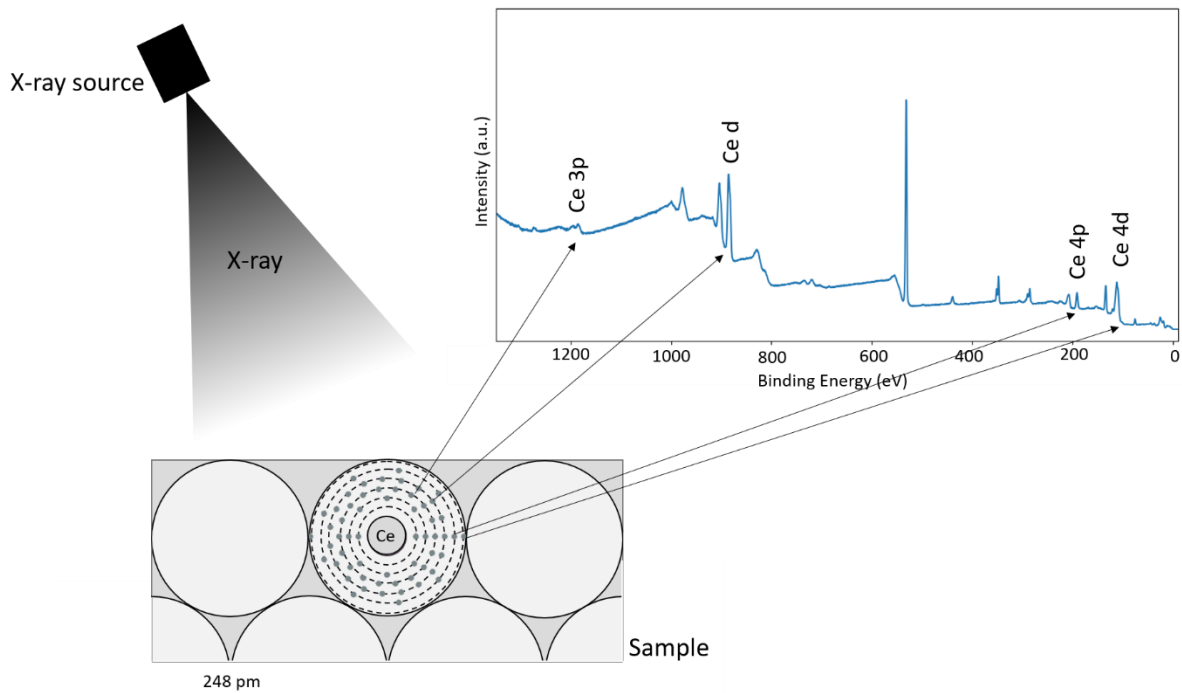 X-ray source
X-ray
Intensity (a.u.)
Ce 3p
Ce d
Ce 4p
Ce 4d
1200 1000 800 600 400 200 0
Binding Energy (eV)
Ce
Sample
248 pm